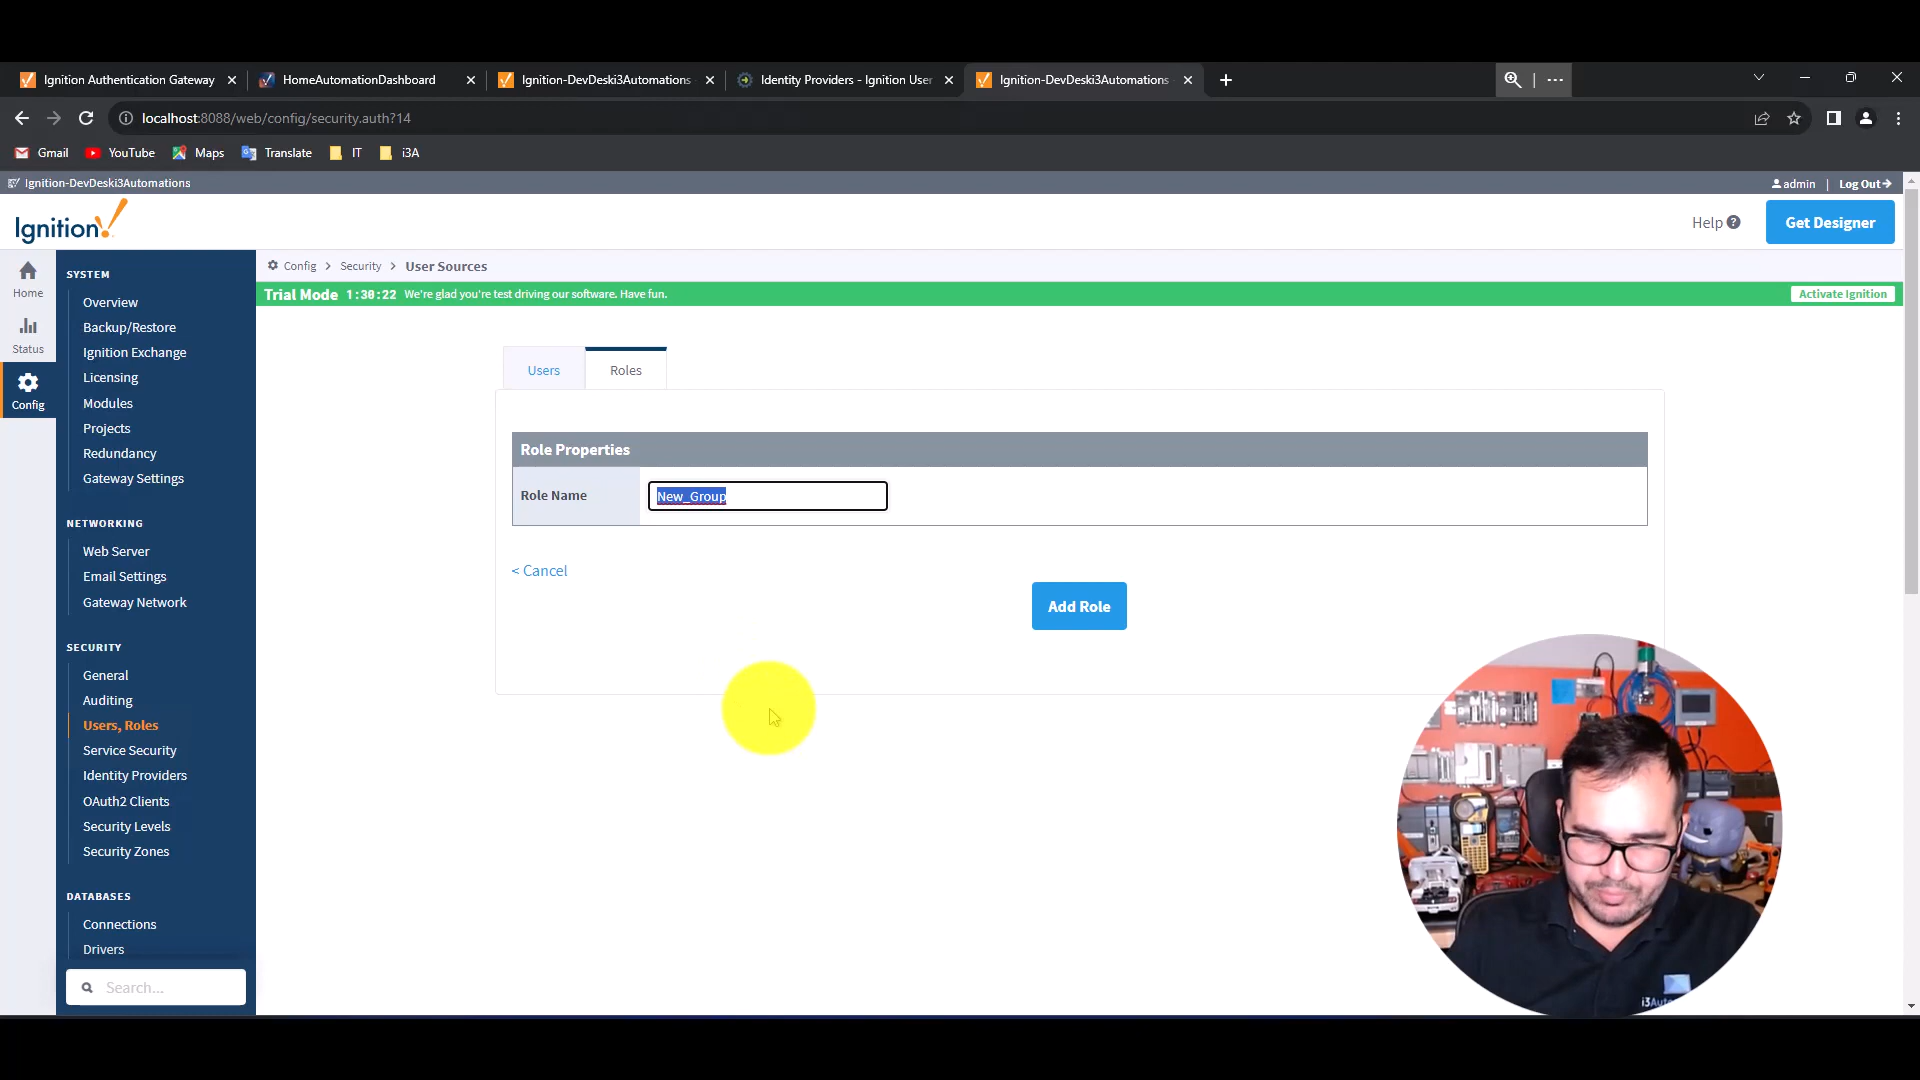 Ignition Authentication Gateway
HomeAutomationDashboard
Ignition-DevDeski3Automations
Identity Providers - Ignition User
Ignition-DevDeski3Automations
localhost:8088/web/config/security.auth?14
Gmail
YouTube
Maps
Translate
IT
i3A
Ignition-DevDeski3Automations
admin | Log Out
Ignition!
Help
Get Designer
Home
Status
Config
SYSTEM
Overview
Backup/Restore
Ignition Exchange
Licensing
Modules
Projects
Redundancy
Gateway Settings
NETWORKING
Web Server
Email Settings
Gateway Network
SECURITY
General
Auditing
Users, Roles
Service Security
Identity Providers
OAuth2 Clients
Security Levels
Security Zones
DATABASES
Connections
Drivers
Search...
Config > Security > User Sources
Trial Mode 1:30:22 We're glad you're test driving our software. Have fun.
Activate Ignition
Users
Roles
Role Properties
Role Name
New_Group
< Cancel
Add Role